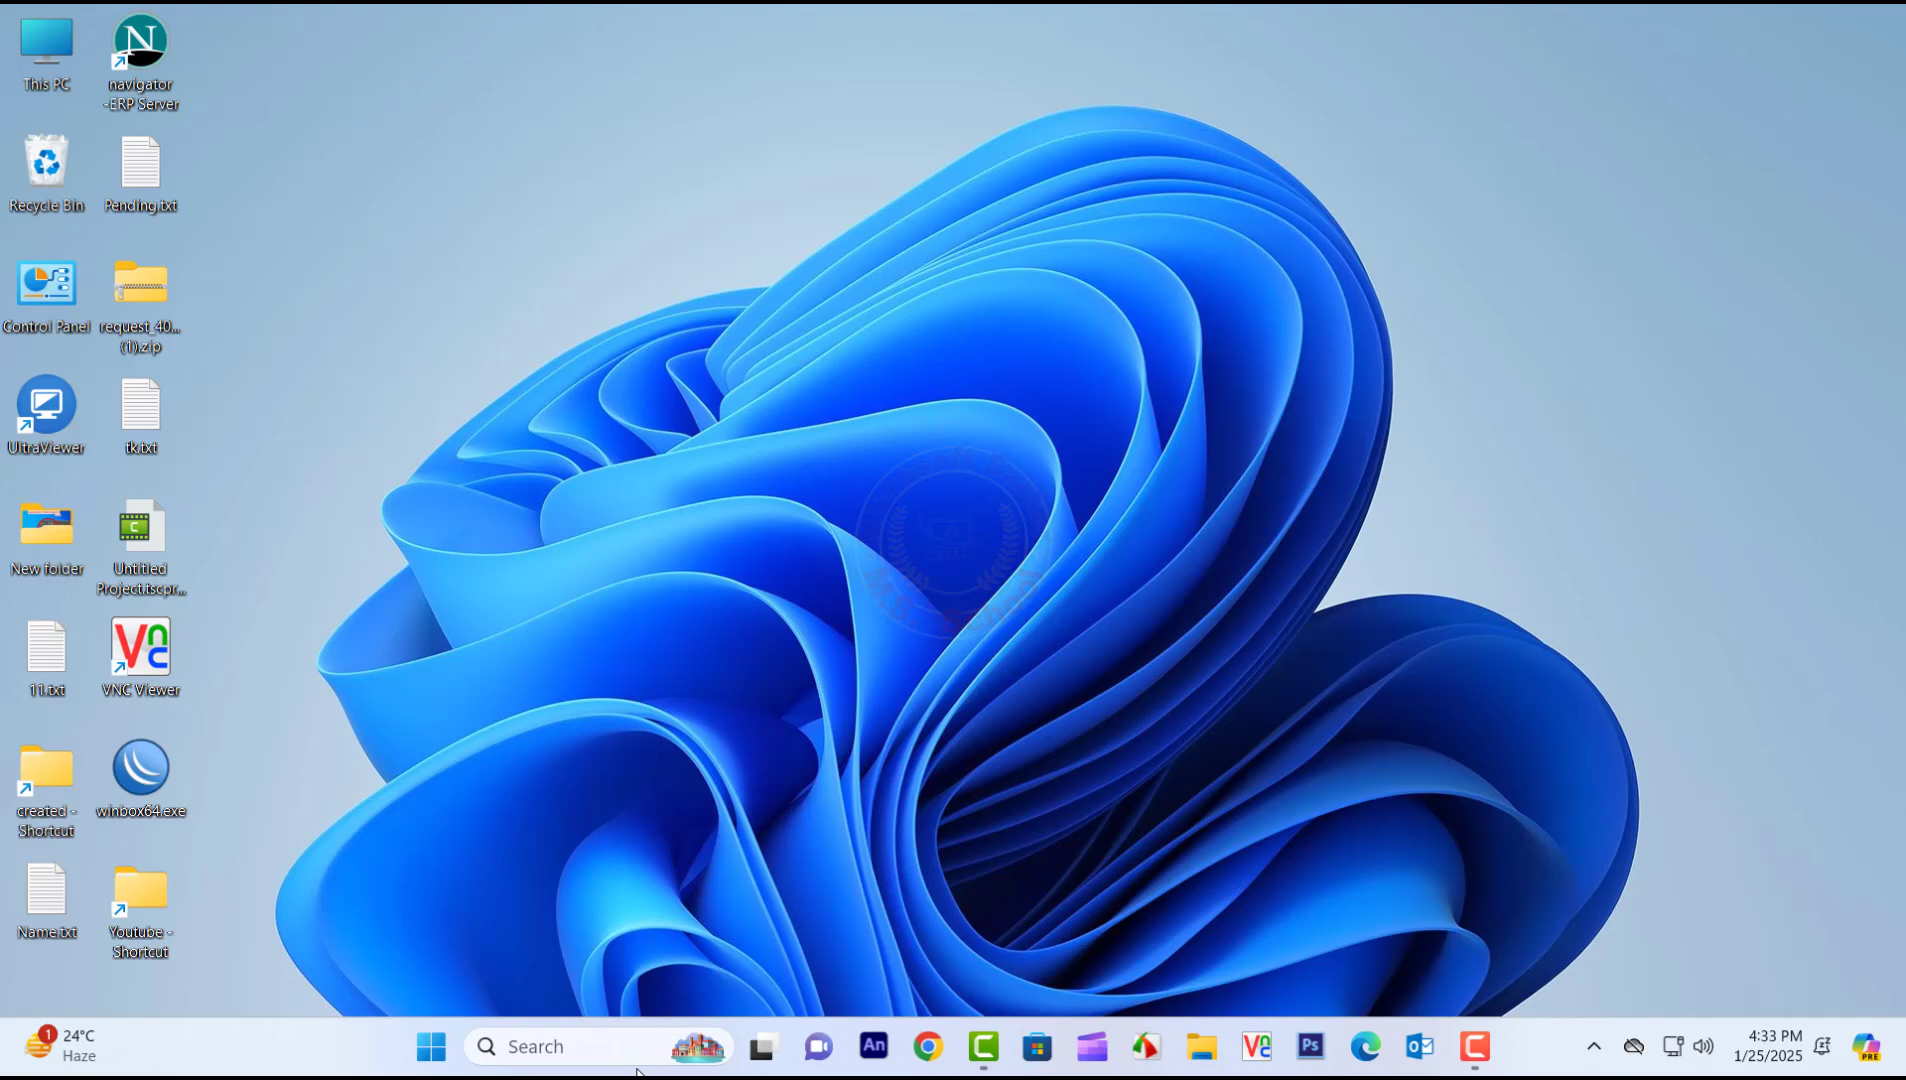 This PC
N
navigator
-ERP Server
Recycle Bin
Pending.txt
Control Panel
request_40...
(1).zip
UltraViewer
tk.txt
New folder
C
Untitled
Project.tscpr...
11.txt
VNC Viewer
created -
Shortcut
winbox64.exe
Name.txt
Youtube -
Shortcut
1
24°C
Haze
Search
An
Ps
4:33 PM
1/25/2025
PRE